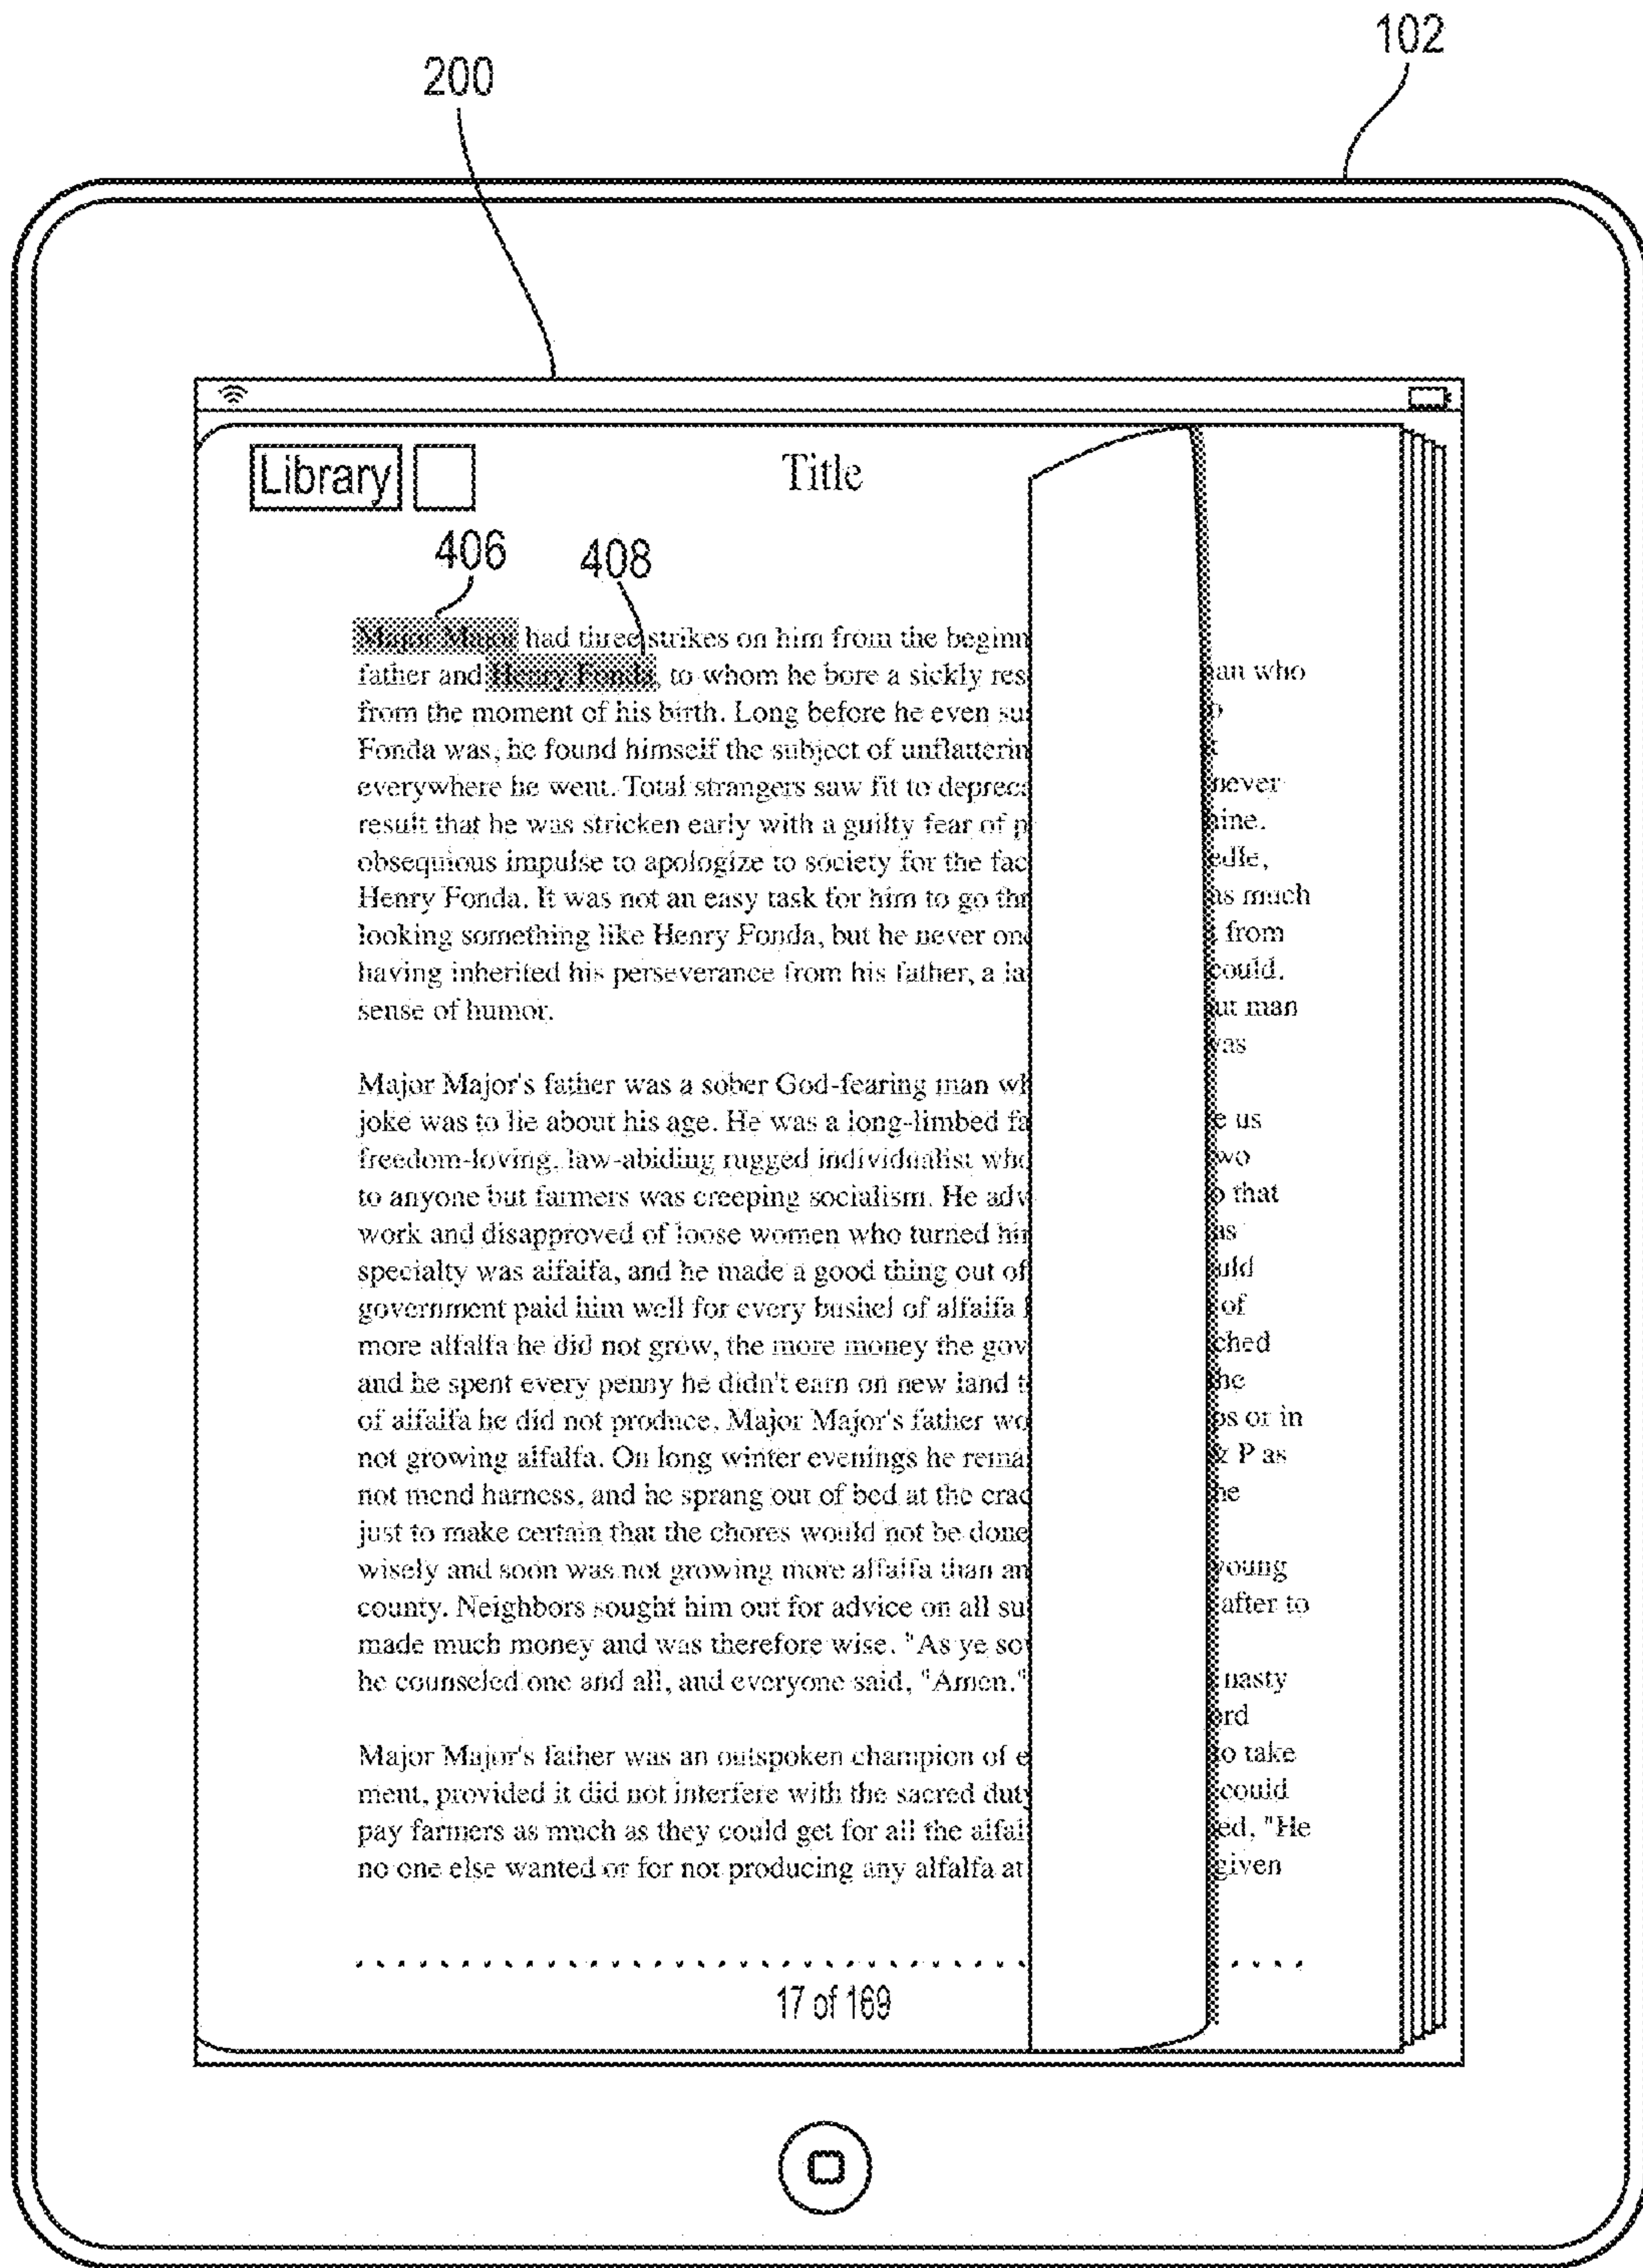 102
200
Library
Title
406 408
Major Major had three strikes on him from the beginn
father and Henry Fonda, to whom he bore a sickly res an who
from the moment of his birth. Long before he even su
Fonda was, he found himself the subject of unflatterin
everywhere he went. Total strangers saw fit to depreca never
result that he was stricken early with a guilty fear of p ine.
obsequious impulse to apologize to society for the fac edle,
Henry Fonda. It was not an easy task for him to go thr as much
looking something like Henry Fonda, but he never on from
having inherited his perseverance from his father, a la could.
sense of humor. ut man
was
Major Major's father was a sober God-fearing man wh
joke was to lie about his age. He was a long-limbed fa e us
freedom-loving, law-abiding rugged individualist who wo
to anyone but farmers was creeping socialism. He adv o that
work and disapproved of loose women who turned hi as
specialty was alfalfa, and he made a good thing out of uld
government paid him well for every bushel of alfalfa of
more alfalfa he did not grow, the more money the gov ched
and he spent every penny he didn't earn on new land t he
of alfalfa he did not produce. Major Major's father wo ps or in
not growing alfalfa. On long winter evenings he rema & P as
not mend harness, and he sprang out of bed at the crac he
just to make certain that the chores would not be done
wisely and soon was not growing more alfalfa than an young
county. Neighbors sought him out for advice on all su after to
made much money and was therefore wise. "As ye so
he counseled one and all, and everyone said, "Amen." nasty
ord
Major Major's father was an outspoken champion of e to take
ment, provided it did not interfere with the sacred duty could
pay farmers as much as they could get for all the alfal ed, "He
no one else wanted or for not producing any alfalfa at given
17 of 169